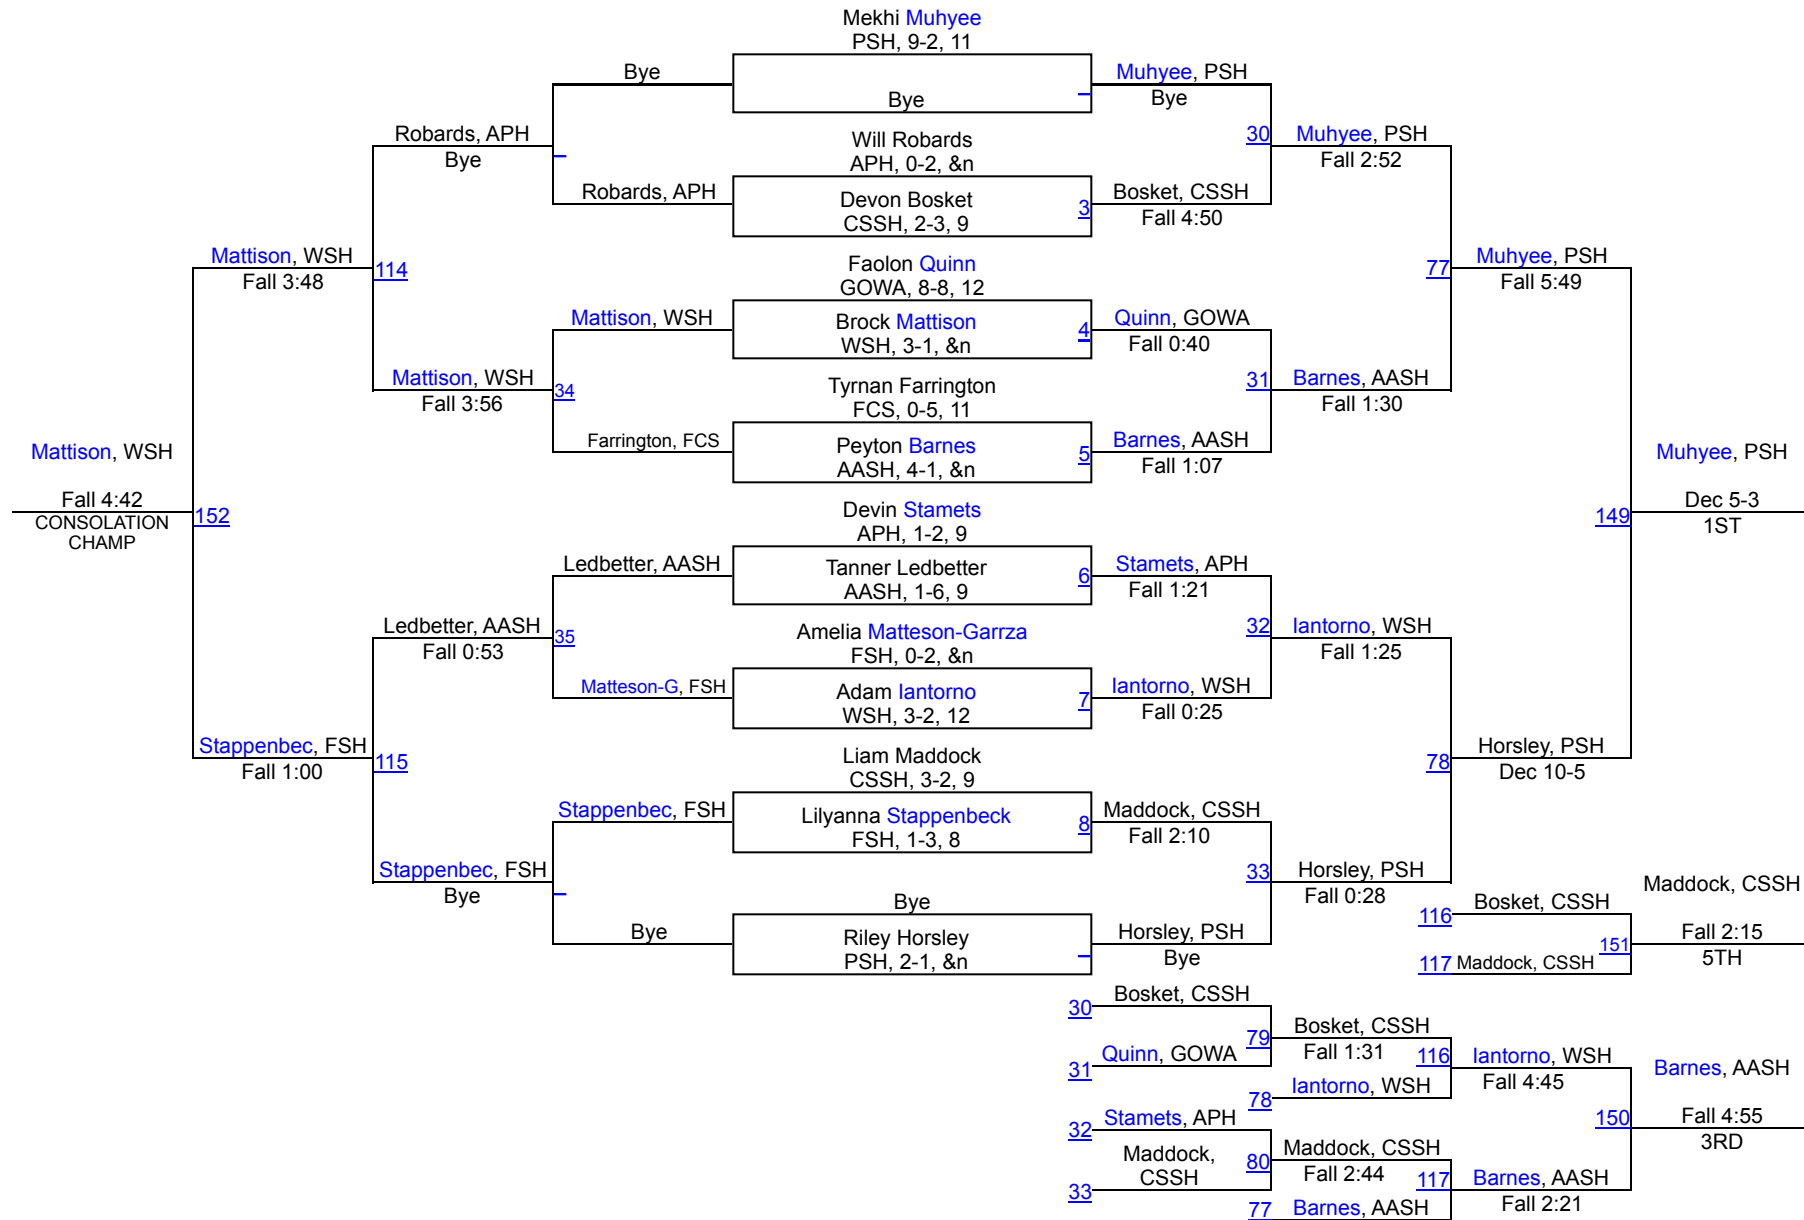 Mekhi Muhyee
PSH, 9-2, 11
Bye
Bye
Muhyee, PSH
Bye
Robards, APH
Bye
Will Robards
APH, 0-2, &n
30
Muhyee, PSH
Fall 2:52
Robards, APH
Devon Bosket
CSSH, 2-3, 9
3
Bosket, CSSH
Fall 4:50
Mattison, WSH
Fall 3:48
114
Faolon Quinn
GOWA, 8-8, 12
77
Muhyee, PSH
Fall 5:49
Mattison, WSH
Brock Mattison
WSH, 3-1, &n
4
Quinn, GOWA
Fall 0:40
Mattison, WSH
Fall 3:56
34
Tyrnan Farrington
FCS, 0-5, 11
31
Barnes, AASH
Fall 1:30
Farrington, FCS
Peyton Barnes
AASH, 4-1, &n
5
Barnes, AASH
Fall 1:07
Mattison, WSH
Fall 4:42
CONSOLATION
CHAMP
152
Devin Stamets
APH, 1-2, 9
149
Muhyee, PSH
Dec 5-3
1ST
Ledbetter, AASH
Tanner Ledbetter
AASH, 1-6, 9
6
Stamets, APH
Fall 1:21
Ledbetter, AASH
Fall 0:53
35
Amelia Matteson-Garrza
FSH, 0-2, &n
32
Iantorno, WSH
Fall 1:25
Matteson-G, FSH
Adam Iantorno
WSH, 3-2, 12
7
Iantorno, WSH
Fall 0:25
Stappenbec, FSH
Fall 1:00
115
Liam Maddock
CSSH, 3-2, 9
78
Horsley, PSH
Dec 10-5
Stappenbec, FSH
Lilyanna Stappenbeck
FSH, 1-3, 8
8
Maddock, CSSH
Fall 2:10
Stappenbec, FSH
Bye
Bye
33
Horsley, PSH
Fall 0:28
Bye
Riley Horsley
PSH, 2-1, &n
Horsley, PSH
Bye
116
Bosket, CSSH
117
Maddock, CSSH
151
Maddock, CSSH
Fall 2:15
5TH
30
Bosket, CSSH
31
Quinn, GOWA
79
Bosket, CSSH
Fall 1:31
78
Iantorno, WSH
116
Iantorno, WSH
Fall 4:45
32
Stamets, APH
33
Maddock,
CSSH
80
Maddock, CSSH
Fall 2:44
77
Barnes, AASH
117
Barnes, AASH
Fall 2:21
150
Barnes, AASH
Fall 4:55
3RD